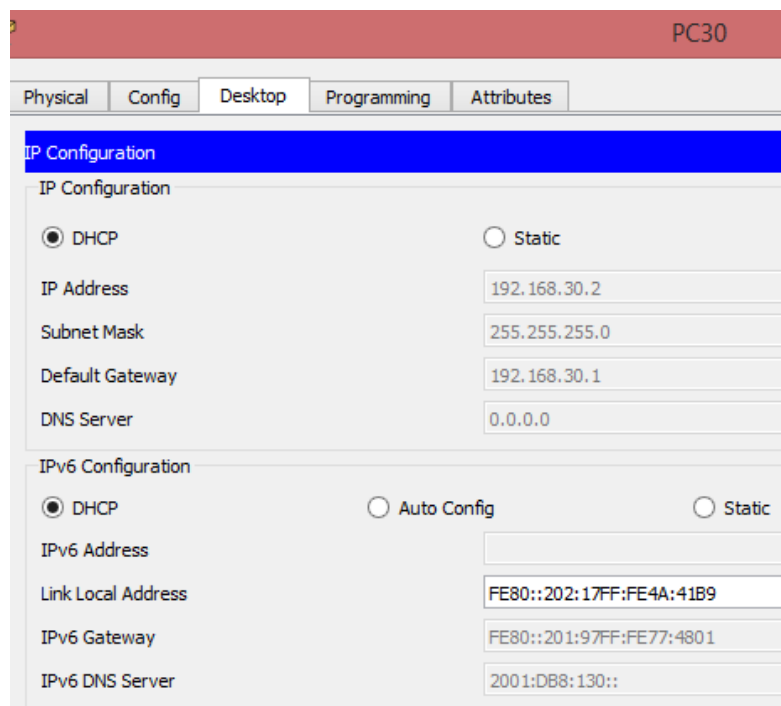 PC30
Physical Config Desktop Programming Attributes
IP Configuration
IP Configuration
DHCP Static
IP Address 192.168.30.2
Subnet Mask 255.255.255.0
Default Gateway 192.168.30.1
DNS Server 0.0.0.0
IPv6 Configuration
DHCP Auto Config Static
IPv6 Address
Link Local Address FE80::202:17FF:FE4A:41B9
IPv6 Gateway FE80::201:97FF:FE77:4801
IPv6 DNS Server 2001:DB8:130::